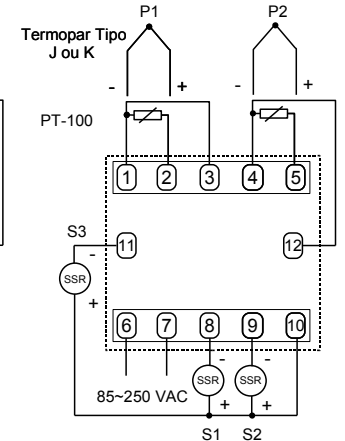 P1 P2
Termopar Tipo
J ou K
- + - +
PT-100
1 2 3 4 5
S3
- 11 12
SSR
+
6 7 8 9 10
- -
SSR SSR
85~250 VAC
+ +
S1 S2